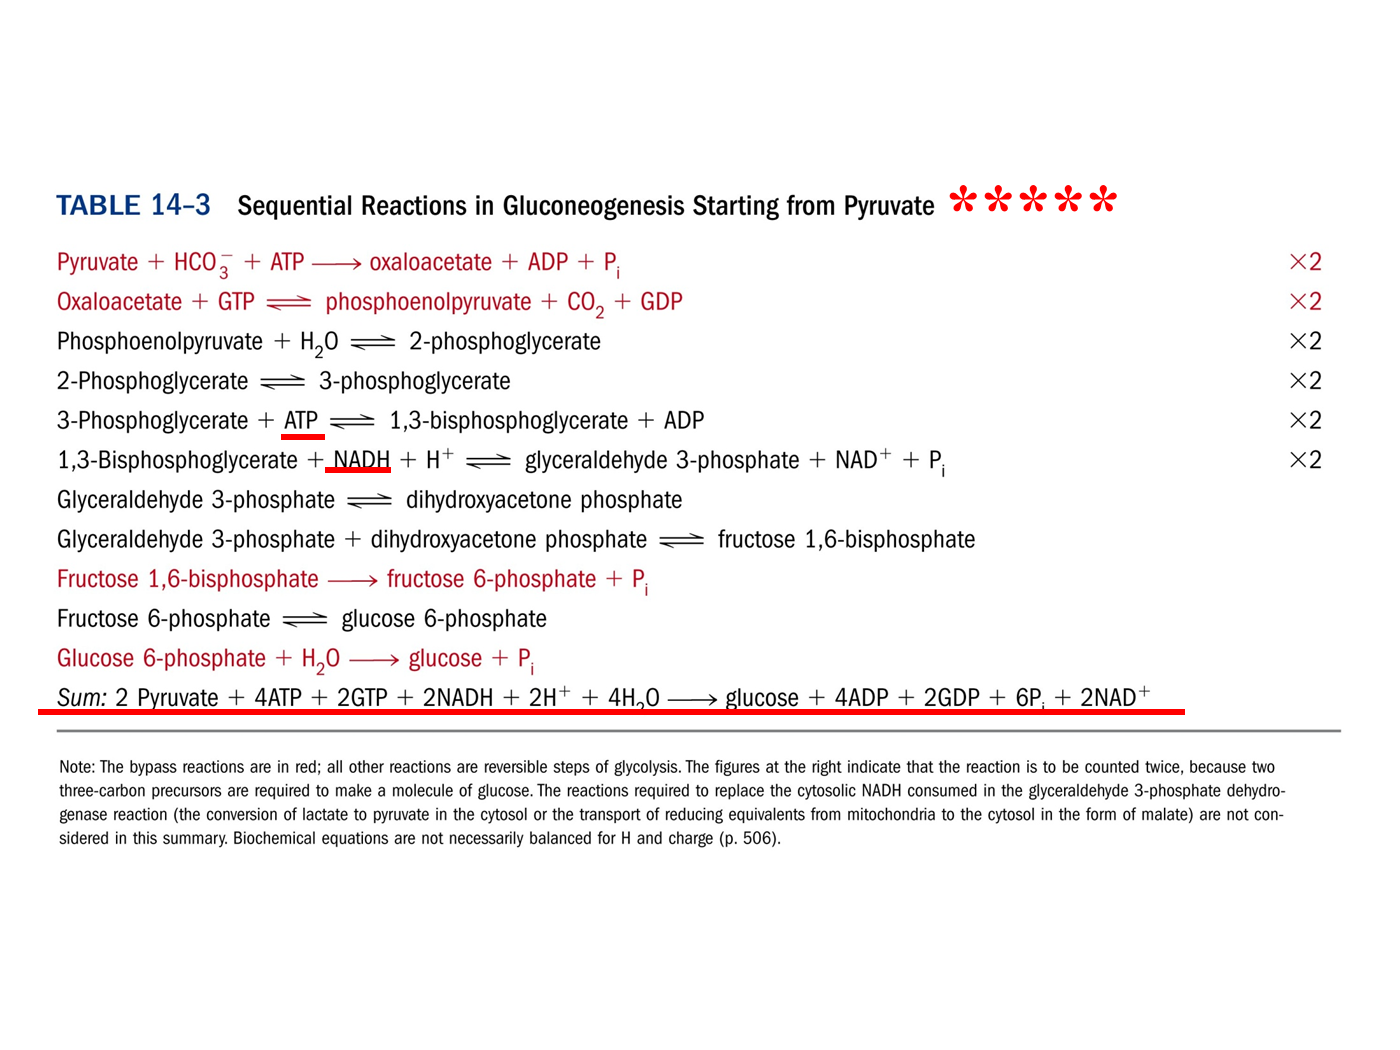 TABLE 14–3 Sequential Reactions in Gluconeogenesis Starting from Pyruvate *****
Pyruvate + HCO₃⁻ + ATP ⟶ oxaloacetate + ADP + Pᵢ ×2
Oxaloacetate + GTP ⇌ phosphoenolpyruvate + CO₂ + GDP ×2
Phosphoenolpyruvate + H₂O ⇌ 2-phosphoglycerate ×2
2-Phosphoglycerate ⇌ 3-phosphoglycerate ×2
3-Phosphoglycerate + ATP ⇌ 1,3-bisphosphoglycerate + ADP ×2
1,3-Bisphosphoglycerate + NADH + H⁺ ⇌ glyceraldehyde 3-phosphate + NAD⁺ + Pᵢ ×2
Glyceraldehyde 3-phosphate ⇌ dihydroxyacetone phosphate
Glyceraldehyde 3-phosphate + dihydroxyacetone phosphate ⇌ fructose 1,6-bisphosphate
Fructose 1,6-bisphosphate ⟶ fructose 6-phosphate + Pᵢ
Fructose 6-phosphate ⇌ glucose 6-phosphate
Glucose 6-phosphate + H₂O ⟶ glucose + Pᵢ
Sum: 2 Pyruvate + 4ATP + 2GTP + 2NADH + 2H⁺ + 4H₂O ⟶ glucose + 4ADP + 2GDP + 6Pᵢ + 2NAD⁺
Note: The bypass reactions are in red; all other reactions are reversible steps of glycolysis. The figures at the right indicate that the reaction is to be counted twice, because two
three-carbon precursors are required to make a molecule of glucose. The reactions required to replace the cytosolic NADH consumed in the glyceraldehyde 3-phosphate dehydro-
genase reaction (the conversion of lactate to pyruvate in the cytosol or the transport of reducing equivalents from mitochondria to the cytosol in the form of malate) are not con-
sidered in this summary. Biochemical equations are not necessarily balanced for H and charge (p. 506).